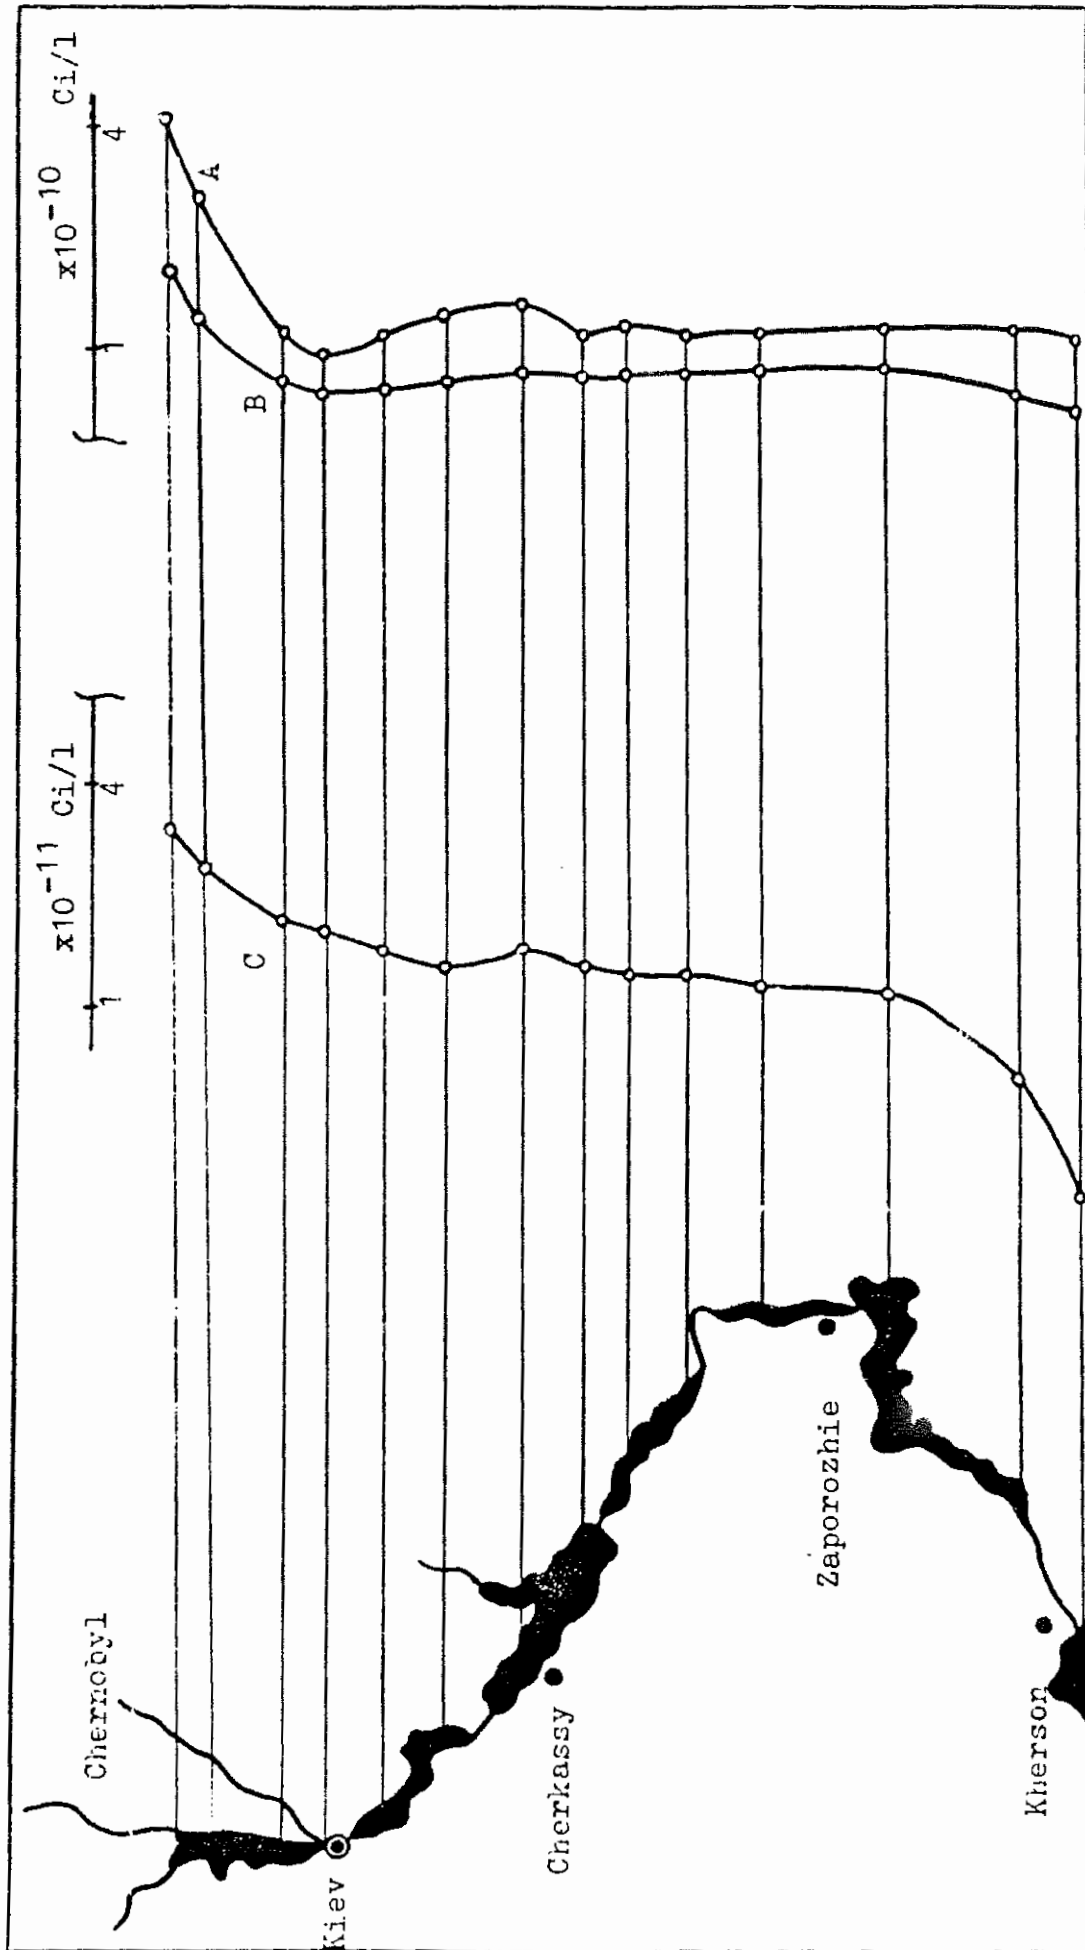 x10⁻¹¹ Ci/l
1
4
x10⁻¹⁰ Ci/l
1
4
A
B
C
Chernobyl
Kiev
Cherkassy
Zaporozhie
Kherson